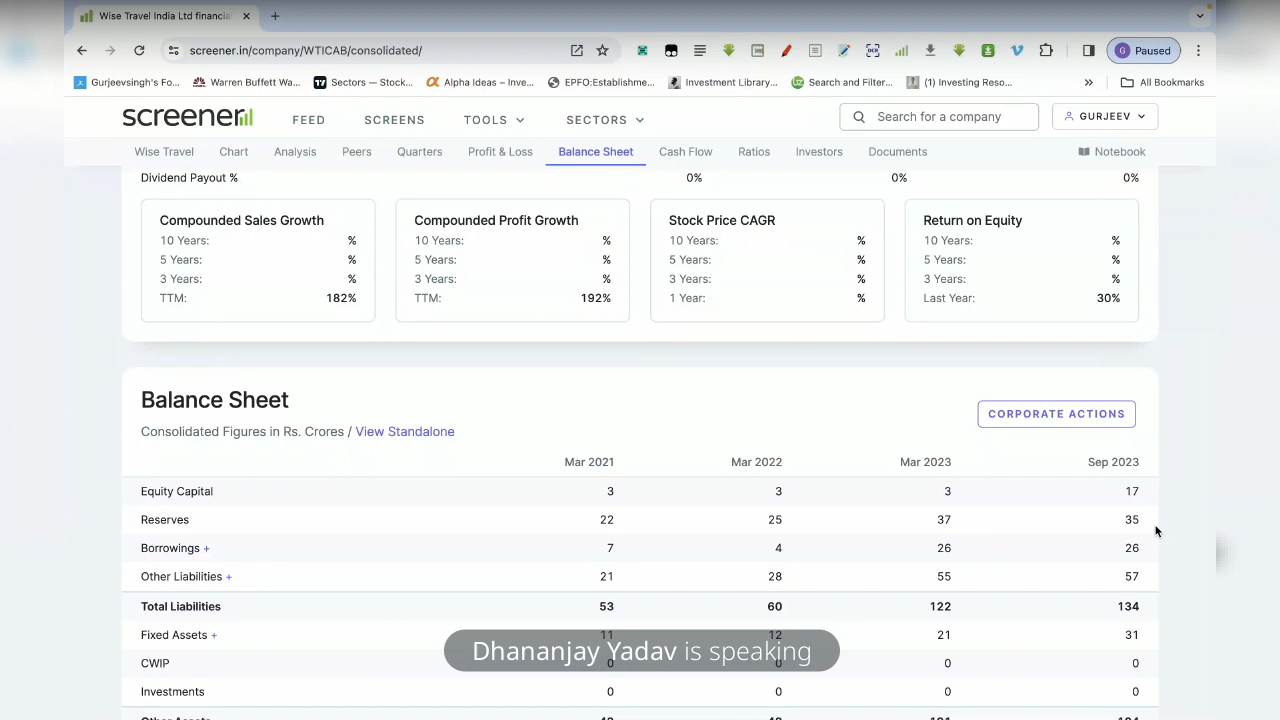 Wise Travel India Ltd financia
screener.in/company/WTICAB/consolidated/
G Paused
Gurjeevsingh's Fo... Warren Buffett Wa... Sectors — Stock... Alpha Ideas – Inve... EPFO:Establishme... Investment Library... Search and Filter... (1) Investing Reso... » All Bookmarks
screener FEED SCREENS TOOLS SECTORS Search for a company GURJEEV
Wise Travel Chart Analysis Peers Quarters Profit & Loss Balance Sheet Cash Flow Ratios Investors Documents Notebook
Dividend Payout % 0% 0% 0%
Compounded Sales Growth
10 Years: %
5 Years: %
3 Years: %
TTM: 182%
Compounded Profit Growth
10 Years: %
5 Years: %
3 Years: %
TTM: 192%
Stock Price CAGR
10 Years: %
5 Years: %
3 Years: %
1 Year: %
Return on Equity
10 Years: %
5 Years: %
3 Years: %
Last Year: 30%
Balance Sheet
CORPORATE ACTIONS
Consolidated Figures in Rs. Crores / View Standalone
Mar 2021 Mar 2022 Mar 2023 Sep 2023
Equity Capital 3 3 3 17
Reserves 22 25 37 35
Borrowings + 7 4 26 26
Other Liabilities + 21 28 55 57
Total Liabilities 53 60 122 134
Fixed Assets + 11 12 21 31
Dhananjay Yadav is speaking
CWIP 0 0 0 0
Investments 0 0 0 0